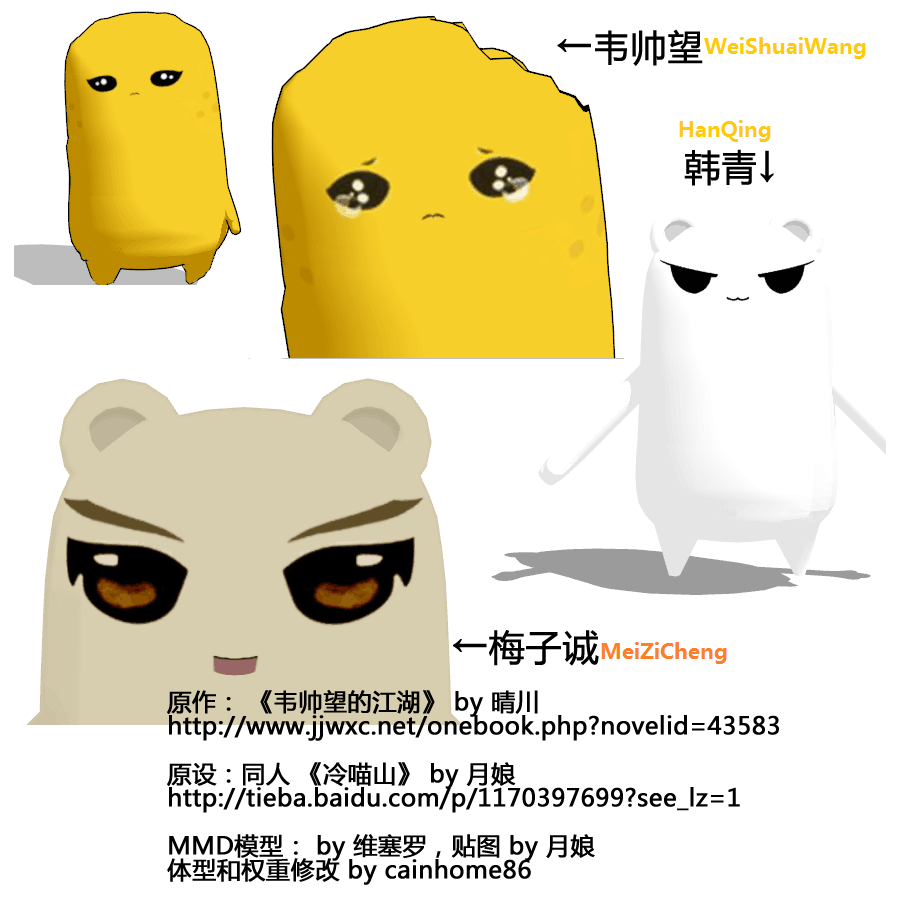 ←韦帅望WeiShuaiWang
HanQing
韩青↓
←梅子诚MeiZiCheng
原作：《韦帅望的江湖》 by 晴川
http://www.jjwxc.net/onebook.php?novelid=43583
原设：同人 《冷喵山》 by 月娘
http://tieba.baidu.com/p/1170397699?see_lz=1
MMD模型： by 维塞罗，贴图 by 月娘
体型和权重修改 by cainhome86